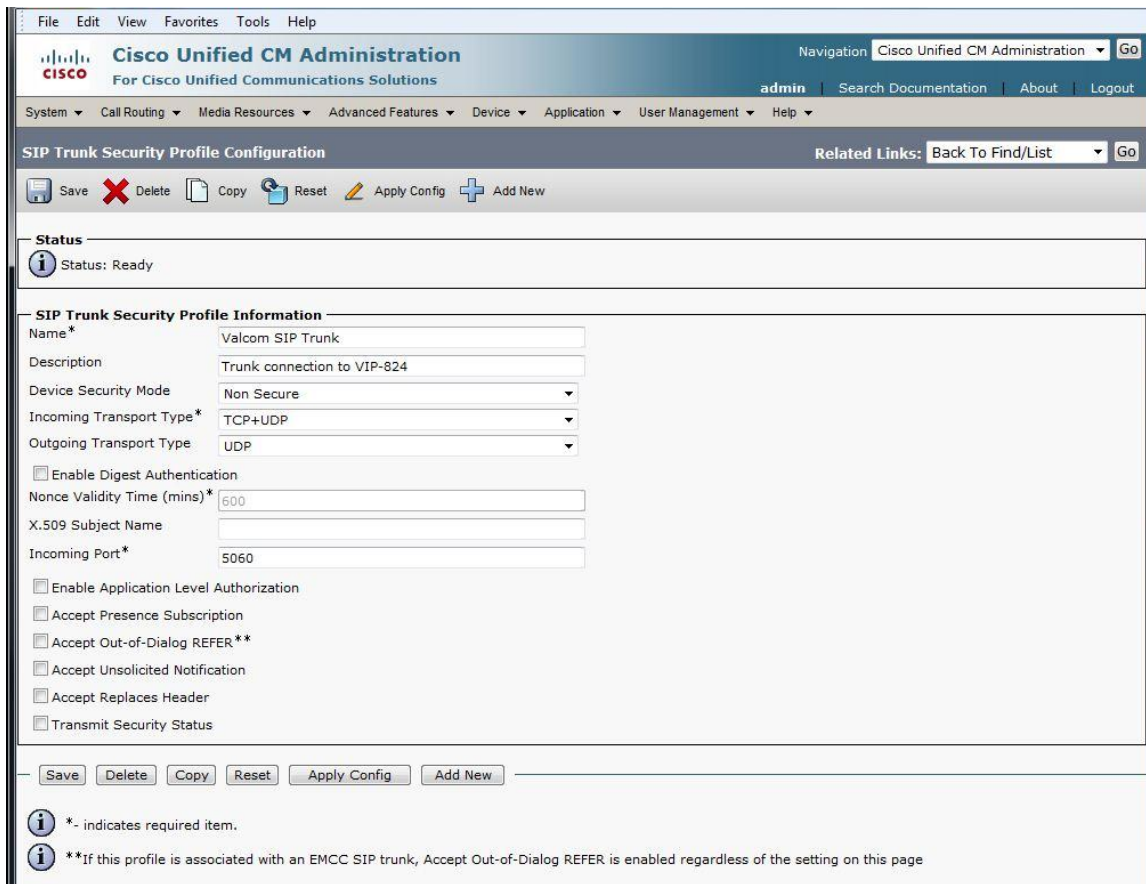 File Edit View Favorites Tools Help
CISCO
Cisco Unified CM Administration
For Cisco Unified Communications Solutions
Navigation Cisco Unified CM Administration Go
admin | Search Documentation | About | Logout
System Call Routing Media Resources Advanced Features Device Application User Management Help
SIP Trunk Security Profile Configuration
Related Links: Back To Find/List Go
Save Delete Copy Reset Apply Config Add New
Status
Status: Ready
SIP Trunk Security Profile Information
Name* Valcom SIP Trunk
Description Trunk connection to VIP-824
Device Security Mode Non Secure
Incoming Transport Type* TCP+UDP
Outgoing Transport Type UDP
Enable Digest Authentication
Nonce Validity Time (mins)* 600
X.509 Subject Name
Incoming Port* 5060
Enable Application Level Authorization
Accept Presence Subscription
Accept Out-of-Dialog REFER**
Accept Unsolicited Notification
Accept Replaces Header
Transmit Security Status
Save Delete Copy Reset Apply Config Add New
*- indicates required item.
**If this profile is associated with an EMCC SIP trunk, Accept Out-of-Dialog REFER is enabled regardless of the setting on this page